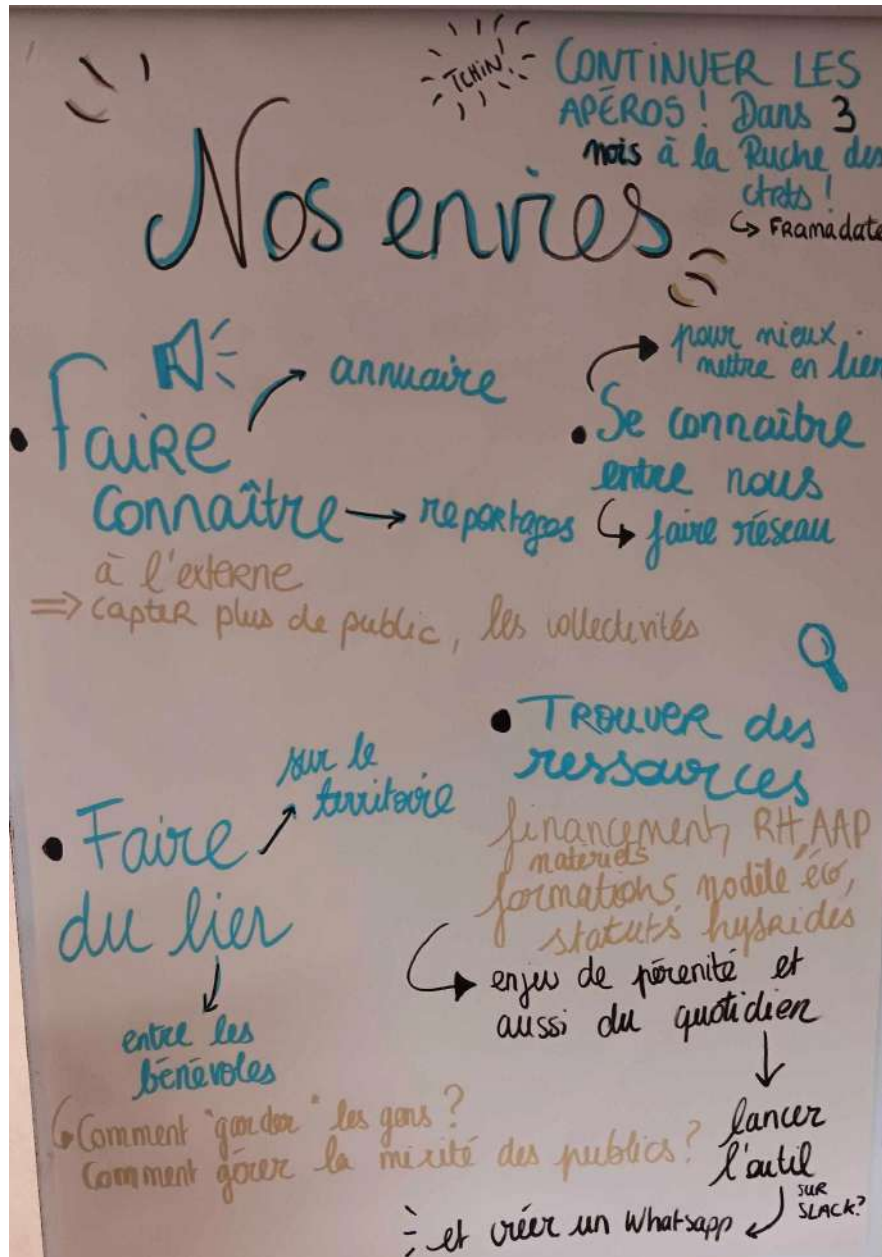 TCHIN!
CONTINUER LES
APÉROS ! Dans 3
mois à la Ruche des
ctrds !
↳ FRamadate
Nos envies
pour mieux
mettre en lien
annuaire
• Faire
connaître → reportages
• Se connaître
entre nous
↳ faire réseau
à l'externe
=> capter plus de public, les collectivités
• TROUVER des
ressources
sur le
territoire
• Faire
du lien
financement, RH, AAP
matériels
formations, modèle éco,
statuts hybrides
enjeu de pérenité et
aussi du quotidien
entre les
bénévoles
↳ Comment "garder" les gens ?
Comment gérer la mixité des publics ?
lancer
l'outil
SUR
SLACK?
et créer un Whatsapp